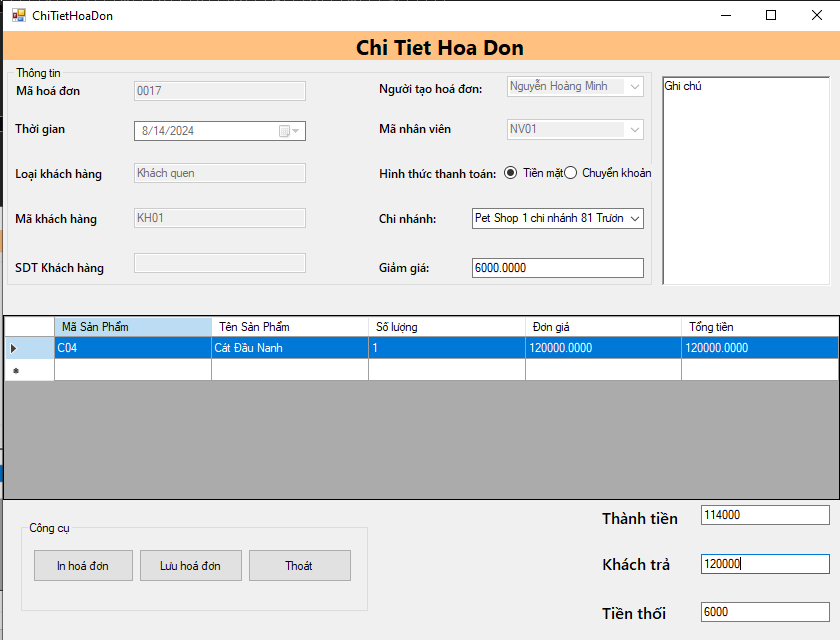 ChiTietHoaDon
Chi Tiet Hoa Don
Thông tin
Mã hoá đơn 0017 Người tạo hoá đơn: Nguyễn Hoàng Minh
Ghi chú
Thời gian 8/14/2024 Mã nhân viên NV01
Loại khách hàng Khách quen Hình thức thanh toán: Tiền mặt Chuyển khoản
Mã khách hàng KH01 Chi nhánh: Pet Shop 1 chi nhánh 81 Trươn
SDT Khách hàng Giảm giá: 6000.0000
Mã Sản Phẩm Tên Sản Phẩm Số lượng Đơn giá Tổng tiền
C04 Cát Đậu Nanh 1 120000.0000 120000.0000
Thành tiền 114000
Công cụ
In hoá đơn Lưu hoá đơn Thoát
Khách trả 120000
Tiền thối 6000